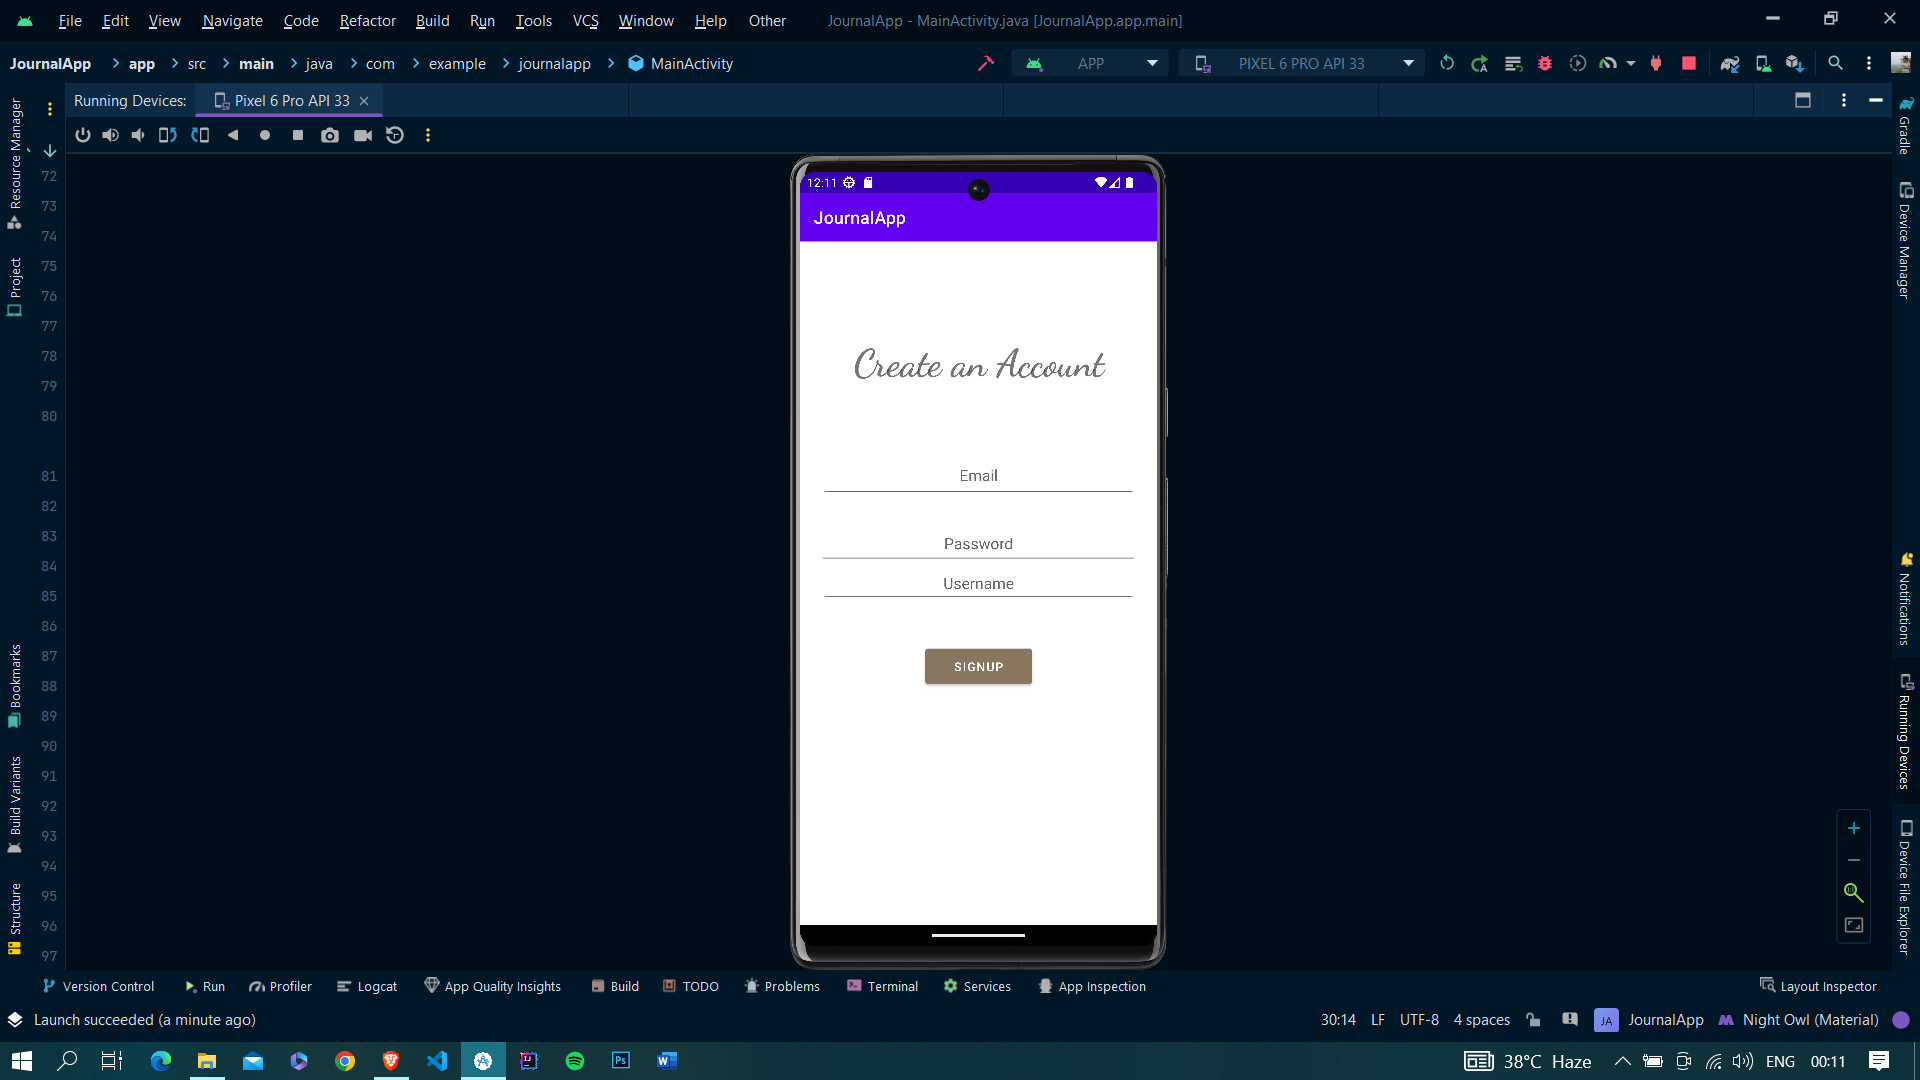 File Edit View Navigate Code Refactor Build Run Tools VCS Window Help Other JournalApp - MainActivity.java [JournalApp.app.main]
JournalApp app src main java com example journalapp MainActivity APP PIXEL 6 PRO API 33
Running Devices: Pixel 6 Pro API 33
Resource Manager
Project
Bookmarks
Build Variants
Structure
72
73
74
75
76
77
78
79
80
81
82
83
84
85
86
87
88
89
90
91
92
93
94
95
96
97
12:11
JournalApp
Create an Account
Email
Password
Username
SIGNUP
Gradle
Device Manager
Notifications
Running Devices
Device File Explorer
Version Control Run Profiler Logcat App Quality Insights Build TODO Problems Terminal Services App Inspection Layout Inspector
Launch succeeded (a minute ago) 30:14 LF UTF-8 4 spaces JA JournalApp Night Owl (Material)
Ps W 38°C Haze ENG 00:11